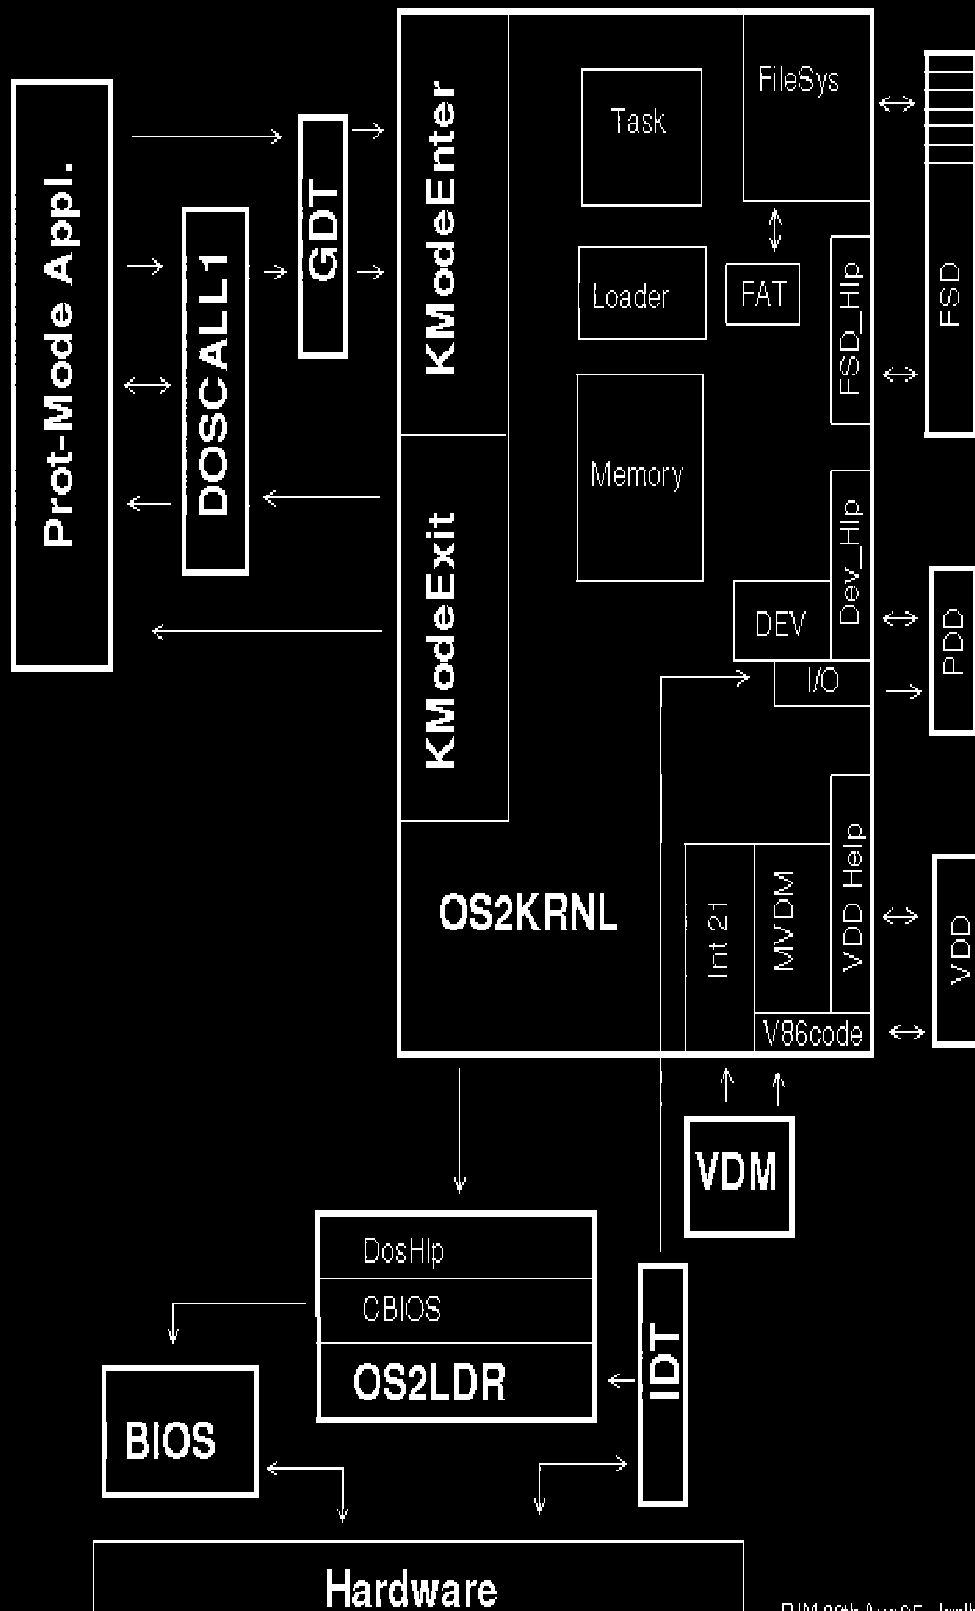 Prot-Mode Appl.
DOSCALL1
GDT
KModeEnter
KModeExit
Task
FileSys
Loader
FAT
FSD_Hlp
FSD
Memory
Dev_Hlp
DEV
I/O
PDD
OS2KRNL
Int 21
MVDM
VDD Help
VDD
V86code
VDM
DosHlp
CBIOS
OS2LDR
IDT
BIOS
Hardware